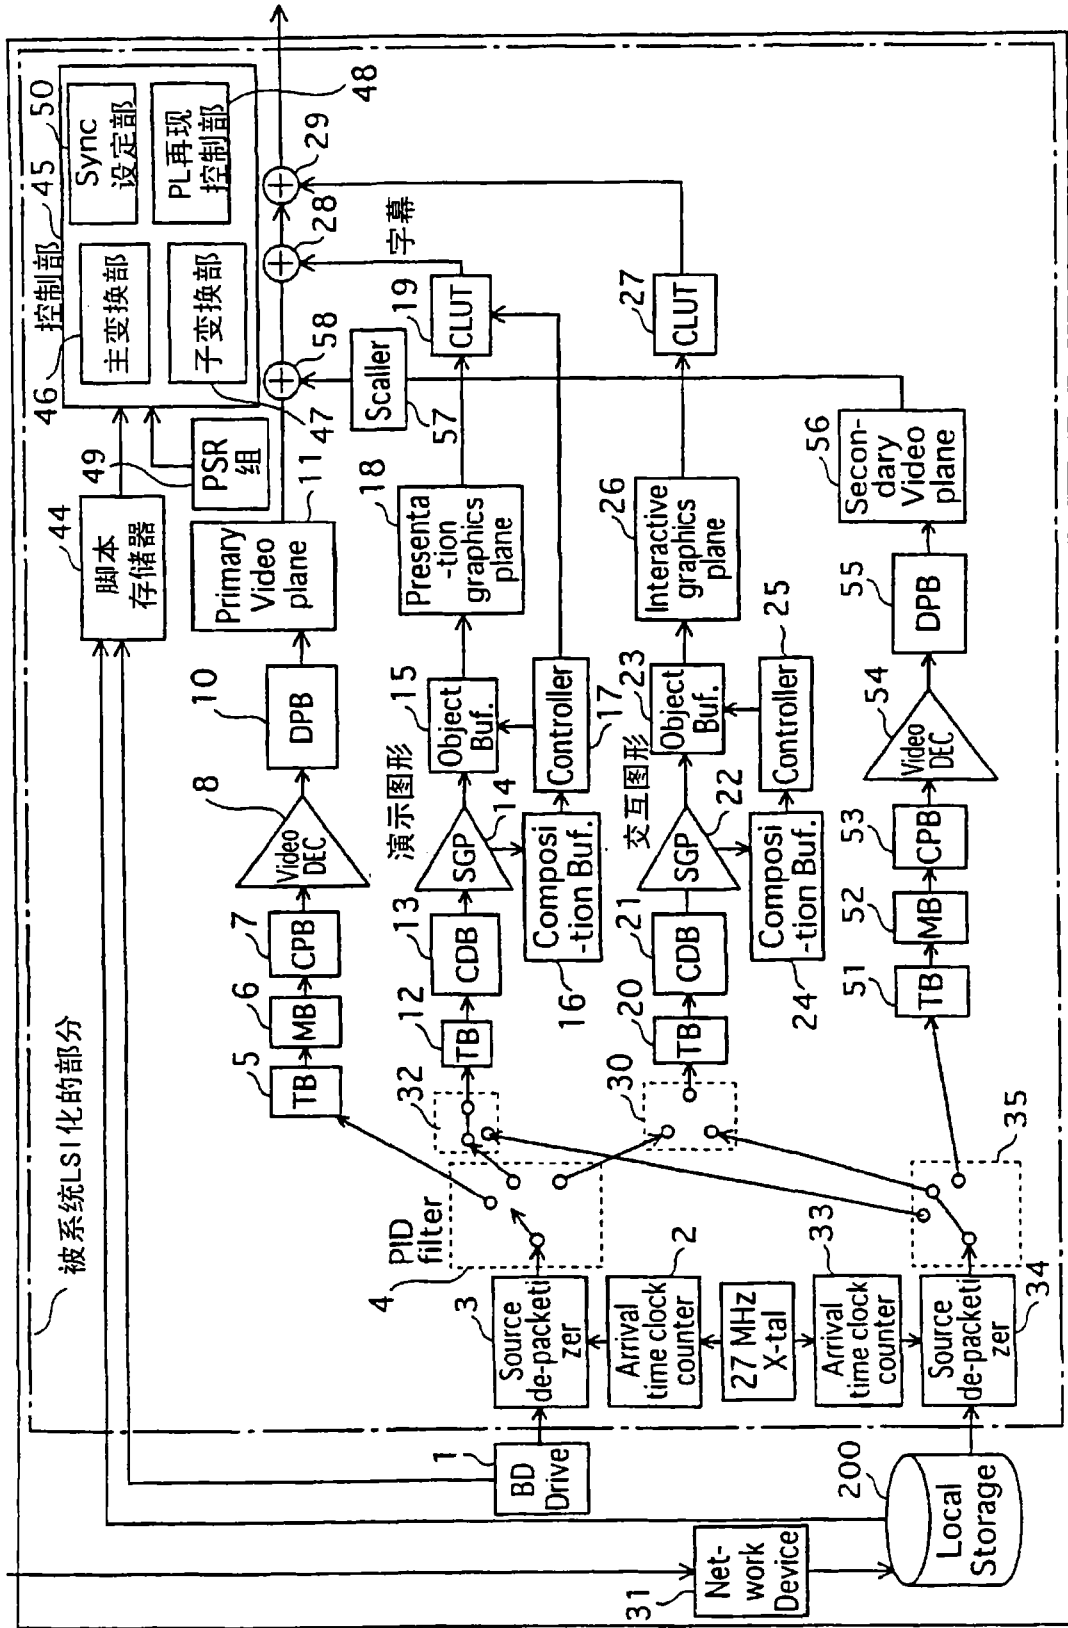 被系统LSI化的部分
44
脚本
存储器
49
PSR
组
46
控制部
45
50
主变换部
Sync
设定部
47
子变换部
PL再现
控制部
48
5
TB
6
MB
7
CPB
8
Video
DEC
10
DPB
11
Primary
Video
plane
58
28
29
字幕
4
PID
filter
32
12
TB
13
CDB
演示图形
14
SGP
15
Object
Buf.
18
Presenta
-tion
graphics
plane
57
Scaller
19
CLUT
16
Composi
-tion Buf.
17
Controller
1
BD
Drive
3
Source
de-packeti
zer
2
Arrival
time clock
counter
27 MHz
X-tal
33
Arrival
time clock
counter
34
Source
de-packeti
zer
30
20
TB
21
CDB
交互图形
22
SGP
23
Object
Buf.
26
Interactive
graphics
plane
27
CLUT
24
Composi
-tion Buf.
25
Controller
31
Net-
work
Device
200
Local
Storage
35
51
TB
52
MB
53
CPB
54
Video
DEC
55
DPB
56
Secon-
dary
Video
plane